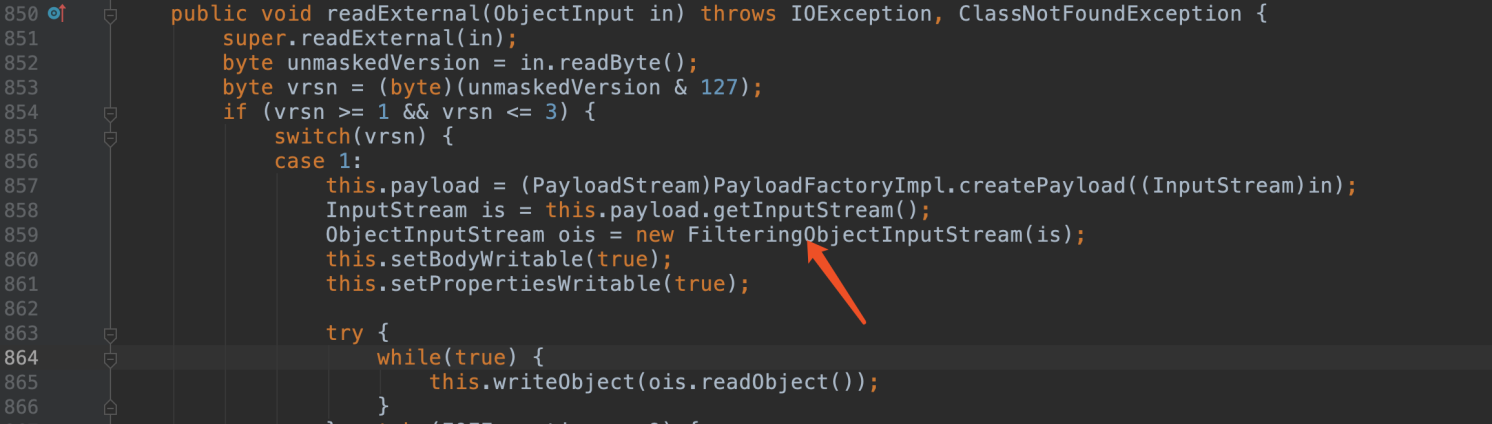 850 public void readExternal(ObjectInput in) throws IOException, ClassNotFoundException {
851 super.readExternal(in);
852 byte unmaskedVersion = in.readByte();
853 byte vrsn = (byte)(unmaskedVersion & 127);
854 if (vrsn >= 1 && vrsn <= 3) {
855 switch(vrsn) {
856 case 1:
857 this.payload = (PayloadStream)PayloadFactoryImpl.createPayload((InputStream)in);
858 InputStream is = this.payload.getInputStream();
859 ObjectInputStream ois = new FilteringObjectInputStream(is);
860 this.setBodyWritable(true);
861 this.setPropertiesWritable(true);
862
863 try {
864 while(true) {
865 this.writeObject(ois.readObject());
866 }